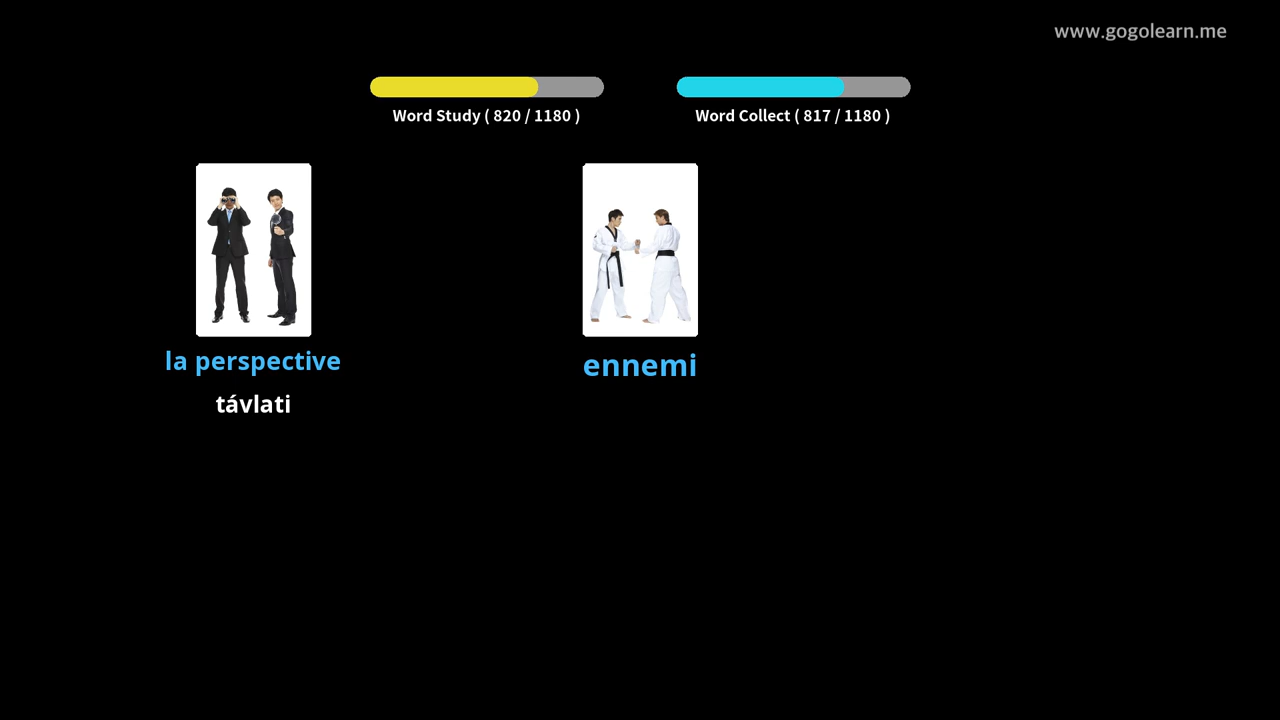 www.gogolearn.me
Word Study ( 820 / 1180 )
Word Collect ( 817 / 1180 )
la perspective
távlati
ennemi